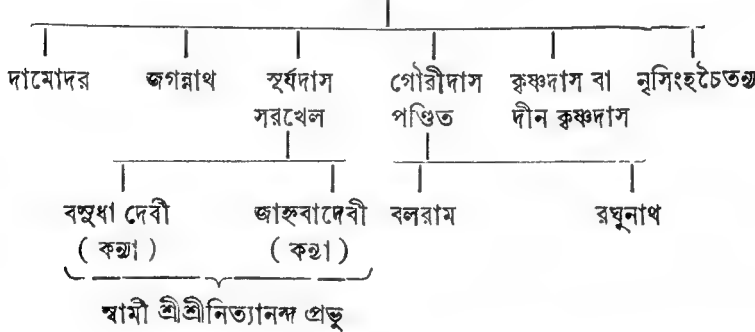 দামোদর জগন্নাথ সূর্যদাস গৌরীদাস কৃষ্ণদাস বা নৃসিংহচৈতন্য
সরখেল পণ্ডিত দীন কৃষ্ণদাস
বসুধা দেবী জাহ্নবাদেবী বলরাম রঘুনাথ
( কন্যা ) ( কন্যা )
স্বামী শ্রীশ্রীনিত্যানন্দ প্রভু